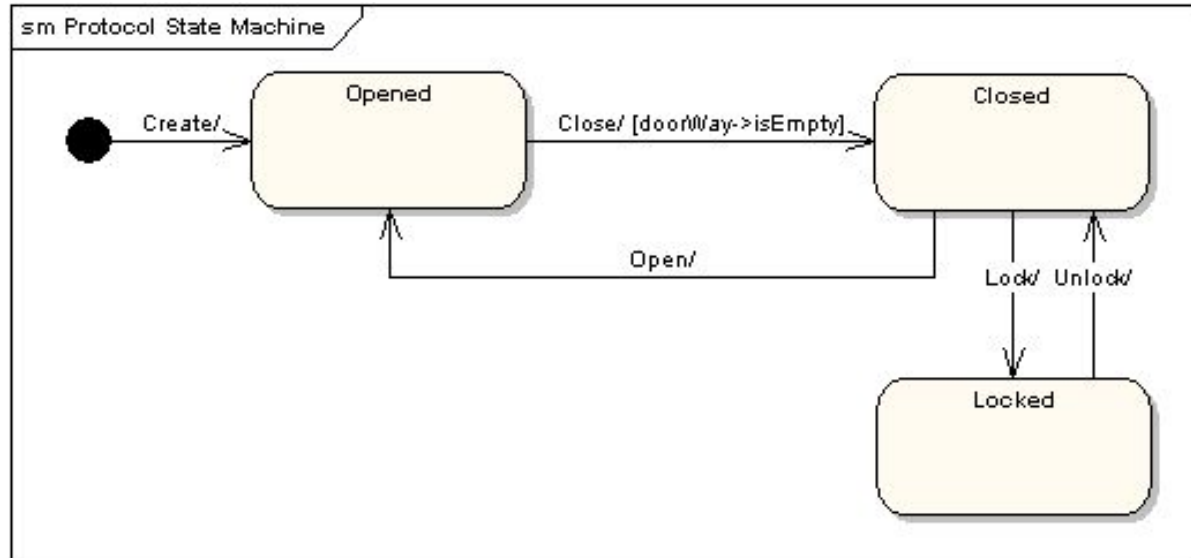 sm Protocol State Machine
Opened
Closed
Create/
Close/ [doorWay->isEmpty]
Open/
Lock/
Unlock/
Locked